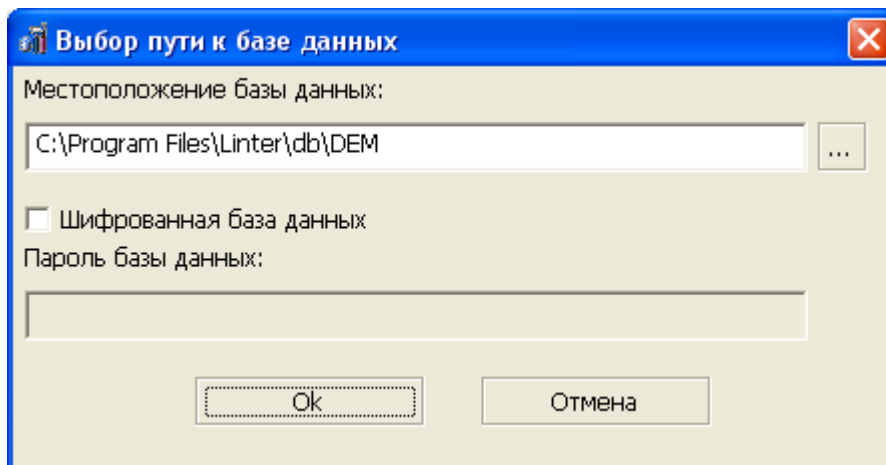 Выбор пути к базе данных
Местоположение базы данных:
C:\Program Files\Linter\db\DEM
...
Шифрованная база данных
Пароль базы данных:
Ok
Отмена